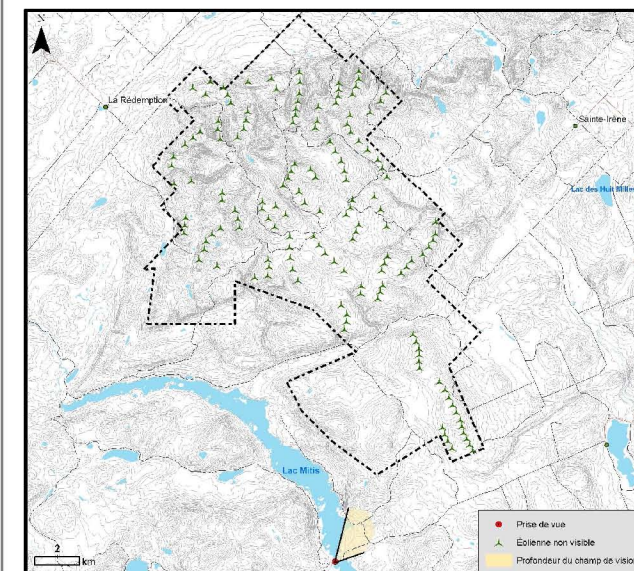 N
La Rédemption
Sainte-Irène
Lac des Huit Milles
Lac Mitis
Prise de vue
Éolienne non visible
2
km
Profondeur du champ de vision